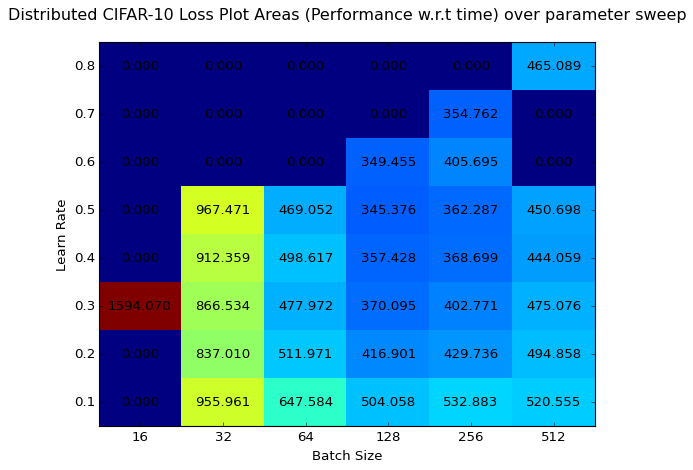 Distributed CIFAR-10 Loss Plot Areas (Performance w.r.t time) over parameter sweep
Learn Rate
0.8 0.000 0.000 0.000 0.000 0.000 465.089
0.7 0.000 0.000 0.000 0.000 354.762 0.000
0.6 0.000 0.000 0.000 349.455 405.695 0.000
0.5 0.000 967.471 469.052 345.376 362.287 450.698
0.4 0.000 912.359 498.617 357.428 368.699 444.059
0.3 1594.070 866.534 477.972 370.095 402.771 475.076
0.2 0.000 837.010 511.971 416.901 429.736 494.858
0.1 0.000 955.961 647.584 504.058 532.883 520.555
16 32 64 128 256 512
Batch Size